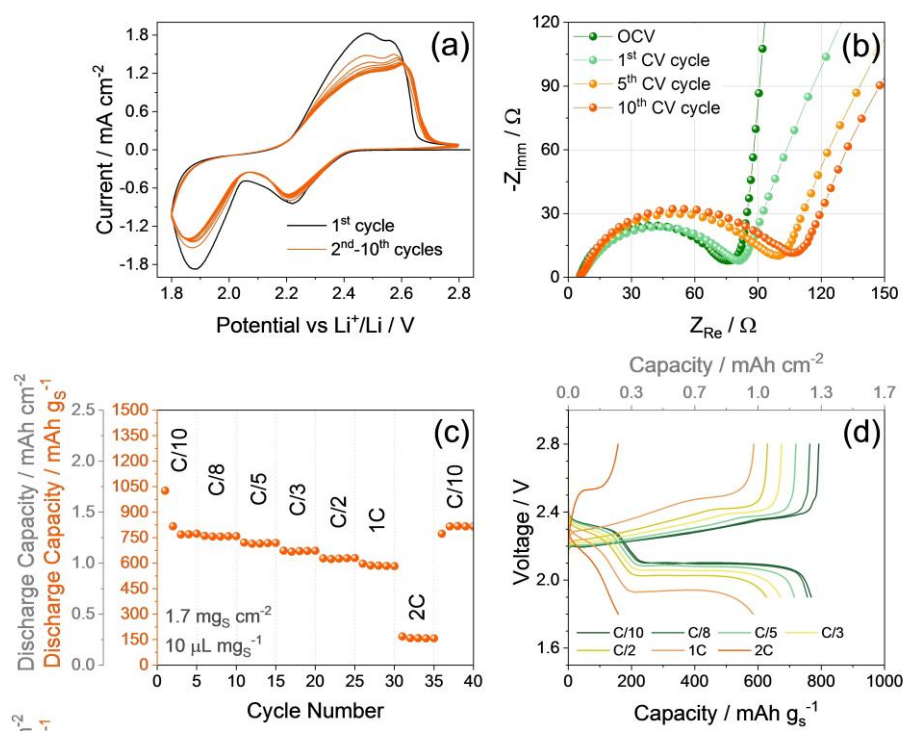 (a)
Current / mA cm⁻²
1.8
1.2
0.6
0.0
-0.6
-1.2
-1.8
1ˢᵗ cycle
2ⁿᵈ-10ᵗʰ cycles
1.8 2.0 2.2 2.4 2.6 2.8
Potential vs Li⁺/Li / V
(b)
-Z_Imm / Ω
-120
-90
-60
-30
0
OCV
1ˢᵗ CV cycle
5ᵗʰ CV cycle
10ᵗʰ CV cycle
0 30 60 90 120 150
Z_Re / Ω
(c)
Discharge Capacity / mAh cm⁻²
2.5
2.0
1.5
1.0
0.5
0.0
Discharge Capacity / mAh g_S⁻¹
1500
1350
1200
1050
900
750
600
450
300
150
0
C/10
C/8
C/5
C/3
C/2
1C
2C
C/10
1.7 mg_S cm⁻²
10 μL mg_S⁻¹
0 5 10 15 20 25 30 35 40
Cycle Number
Capacity / mAh cm⁻²
0.0 0.3 0.7 1.0 1.3 1.7
(d)
Voltage / V
2.8
2.4
2.0
1.6
C/10 C/8 C/5 C/3
C/2 1C 2C
0 200 400 600 800 1000
Capacity / mAh g_s⁻¹